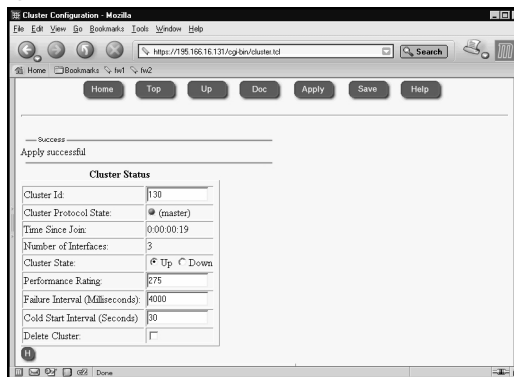 Cluster Configuration - Mozilla
File Edit View Go Bookmarks Tools Window Help
https://195.166.16.131/cgi-bin/cluster.tcl
Search
Home Bookmarks fw1 fw2
Home Top Up Doc Apply Save Help
Success
Apply successful
Cluster Status
Cluster Id: 130
Cluster Protocol State: (master)
Time Since Join: 0:00:00:19
Number of Interfaces: 3
Cluster State: Up Down
Performance Rating: 275
Failure Interval (Milliseconds): 4000
Cold Start Interval (Seconds) 30
Delete Cluster:
H
Done